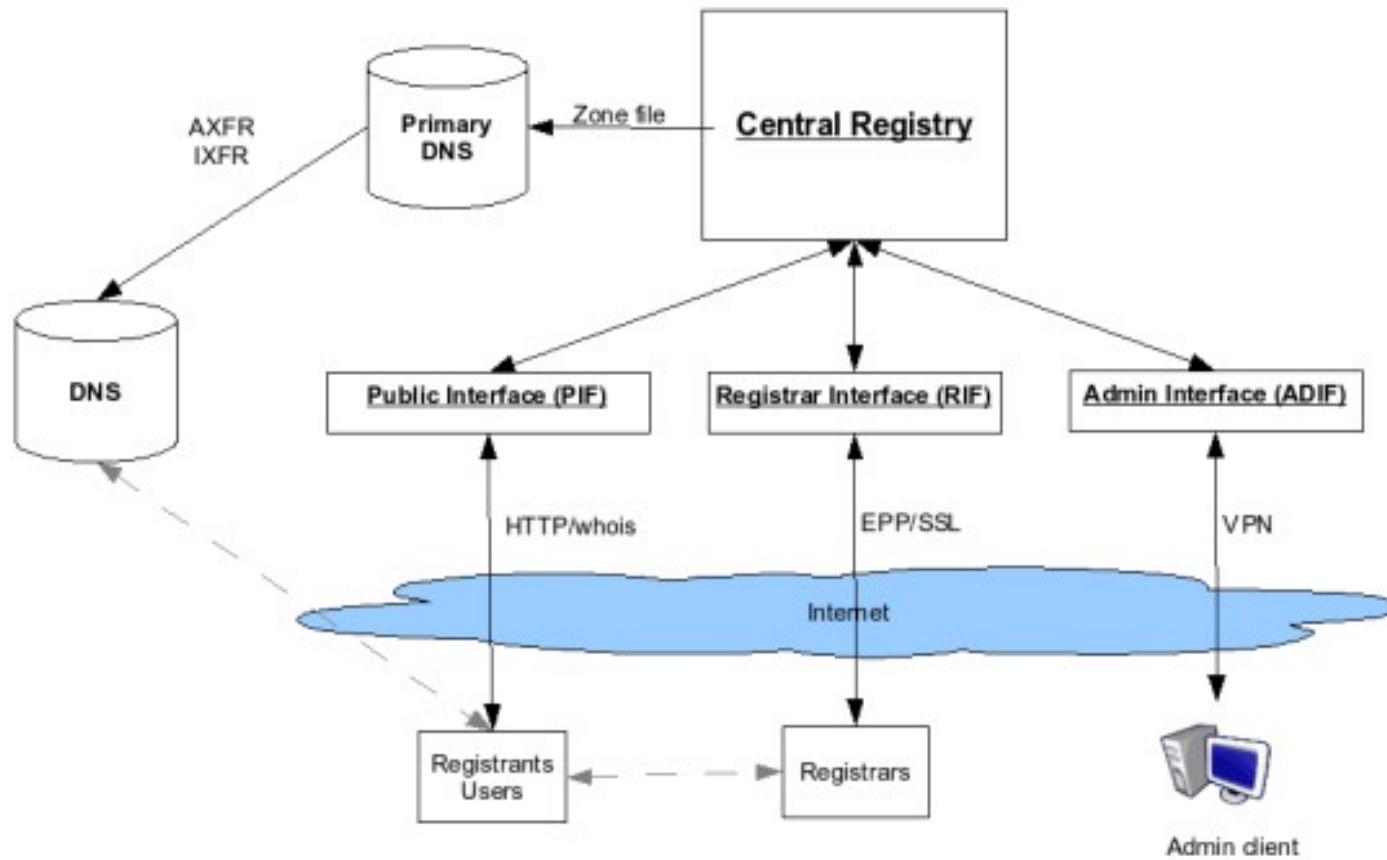 Central Registry
Zone file
Primary
DNS
AXFR
IXFR
DNS
Public Interface (PIF)
Registrar Interface (RIF)
Admin Interface (ADIF)
HTTP/whois
EPP/SSL
VPN
Internet
Registrants
Users
Registrars
Admin client